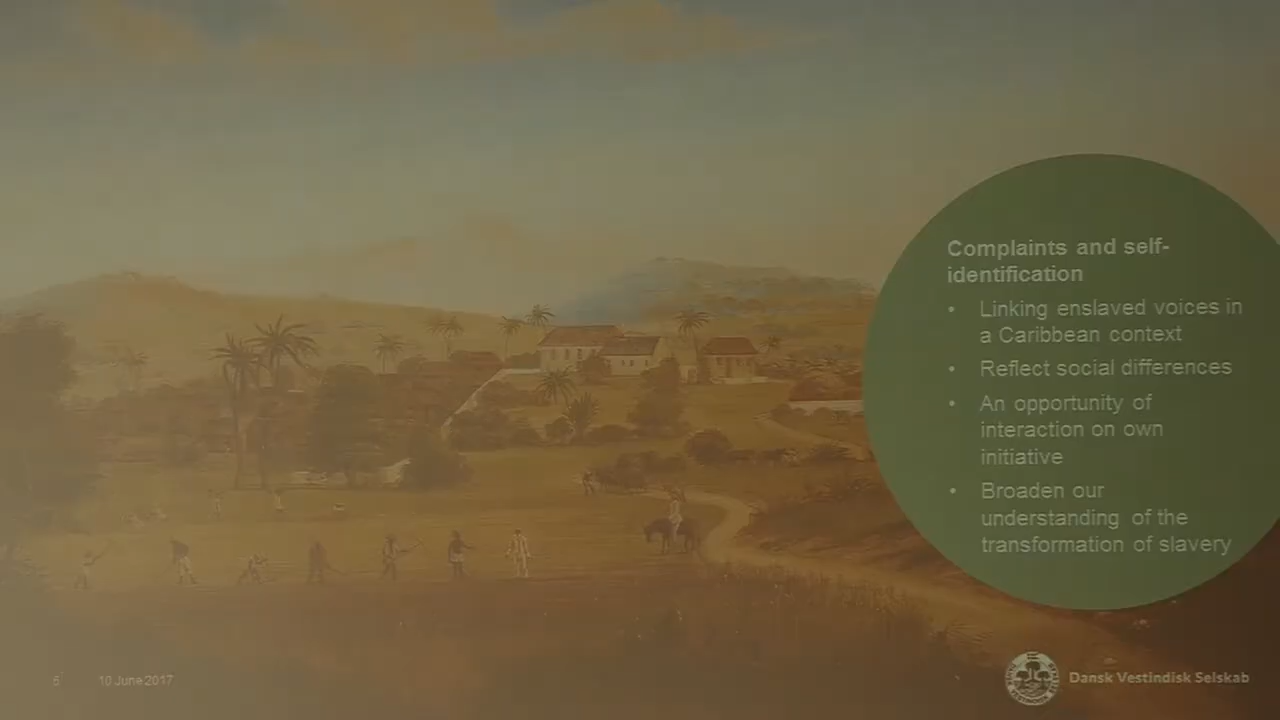 Complaints and self-
identification
• Linking enslaved voices in
a Caribbean context
• Reflect social differences
• An opportunity of
interaction on own
initiative
• Broaden our
understanding of the
transformation of slavery
10 June 2017
Dansk Vestindisk Selskab